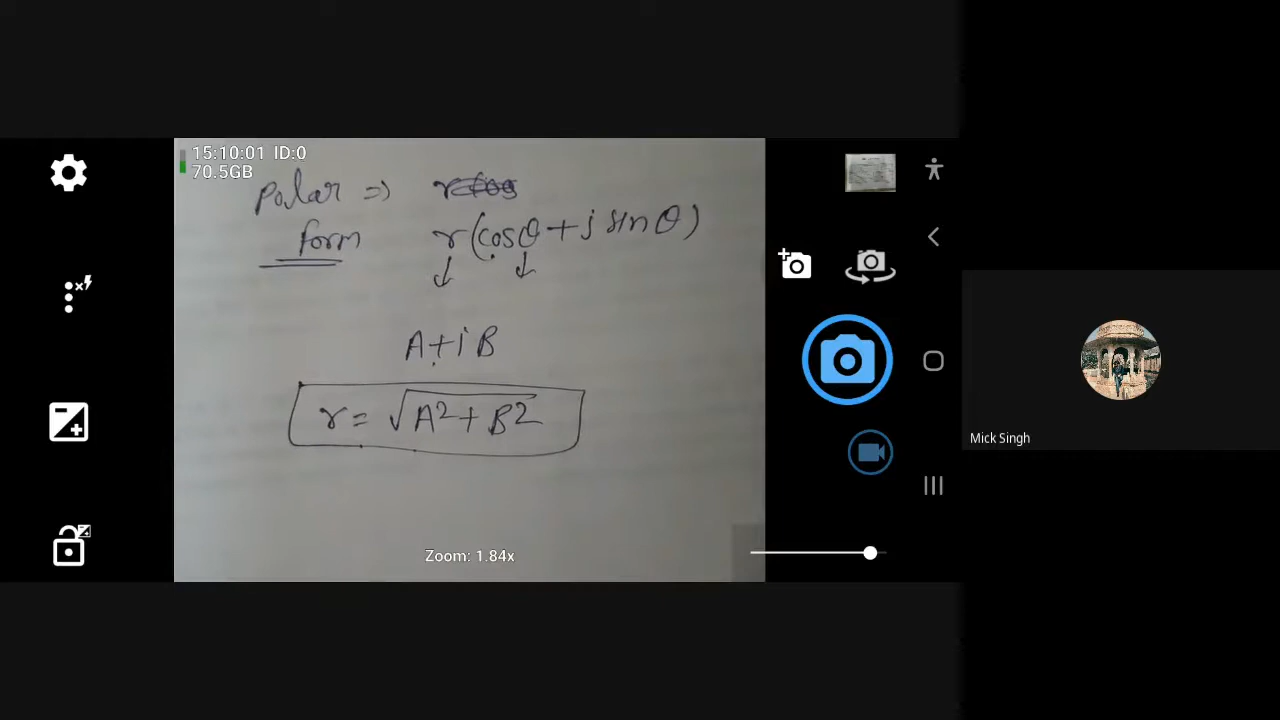 15:10:01 ID:0
70.5GB
Polar => r cos
form r(cosθ + j sinθ)
A+iB
r = √A²+B²
Zoom: 1.84x
Mick Singh